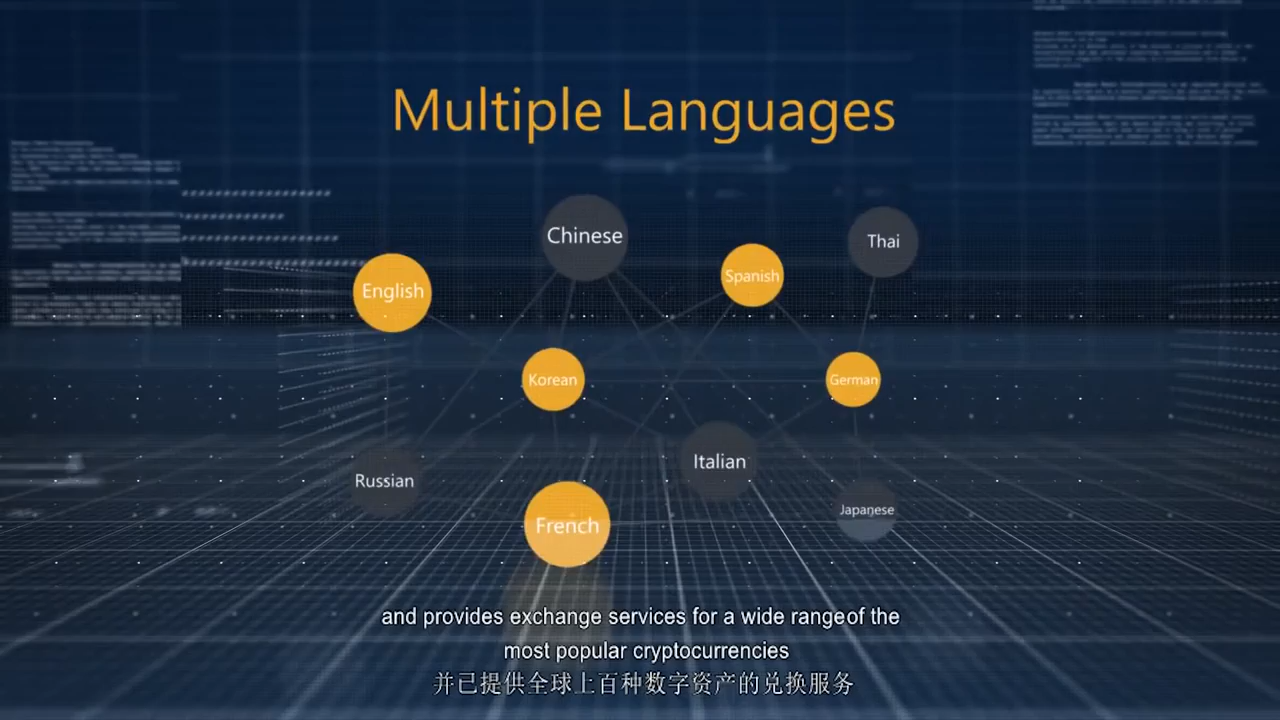 Multiple Languages
Chinese
Thai
Spanish
English
Korean
German
Italian
Russian
Japanese
French
and provides exchange services for a wide rangeof the
most popular cryptocurrencies
并已提供全球上百种数字资产的兑换服务